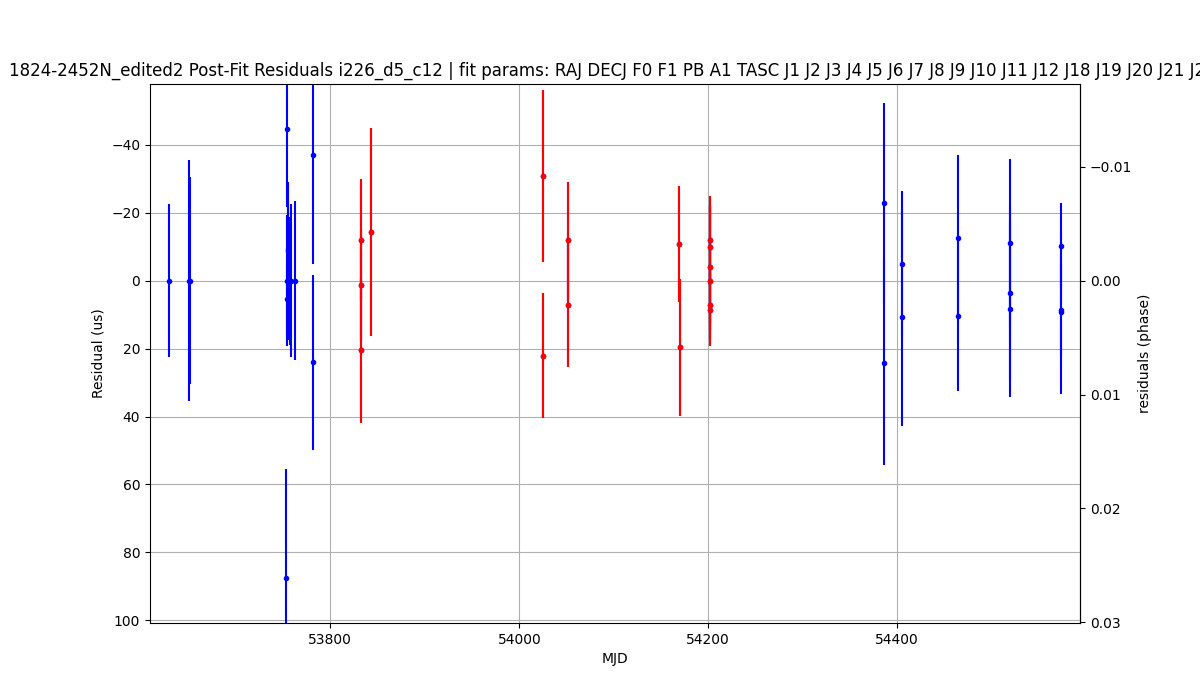 1824-2452N_edited2 Post-Fit Residuals i226_d5_c12 | fit params: RAJ DECJ F0 F1 PB A1 TASC J1 J2 J3 J4 J5 J6 J7 J8 J9 J10 J11 J12 J18 J19 J20 J21 J2
−40
−20
0
20
40
60
80
100
Residual (us)
−0.01
0.00
0.01
0.02
0.03
residuals (phase)
53800 54000 54200 54400
MJD